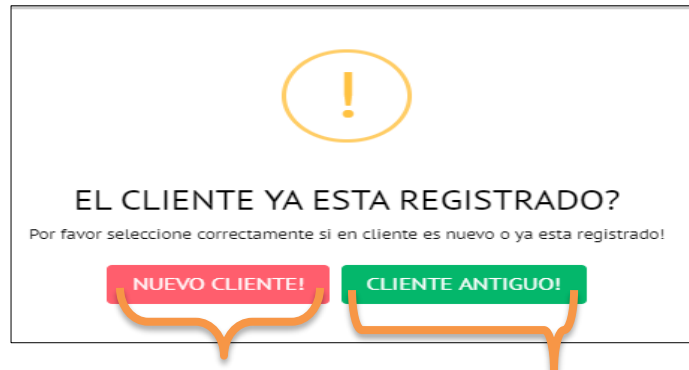 !
EL CLIENTE YA ESTA REGISTRADO?
Por favor seleccione correctamente si en cliente es nuevo o ya esta registrado!
NUEVO CLIENTE! CLIENTE ANTIGUO!